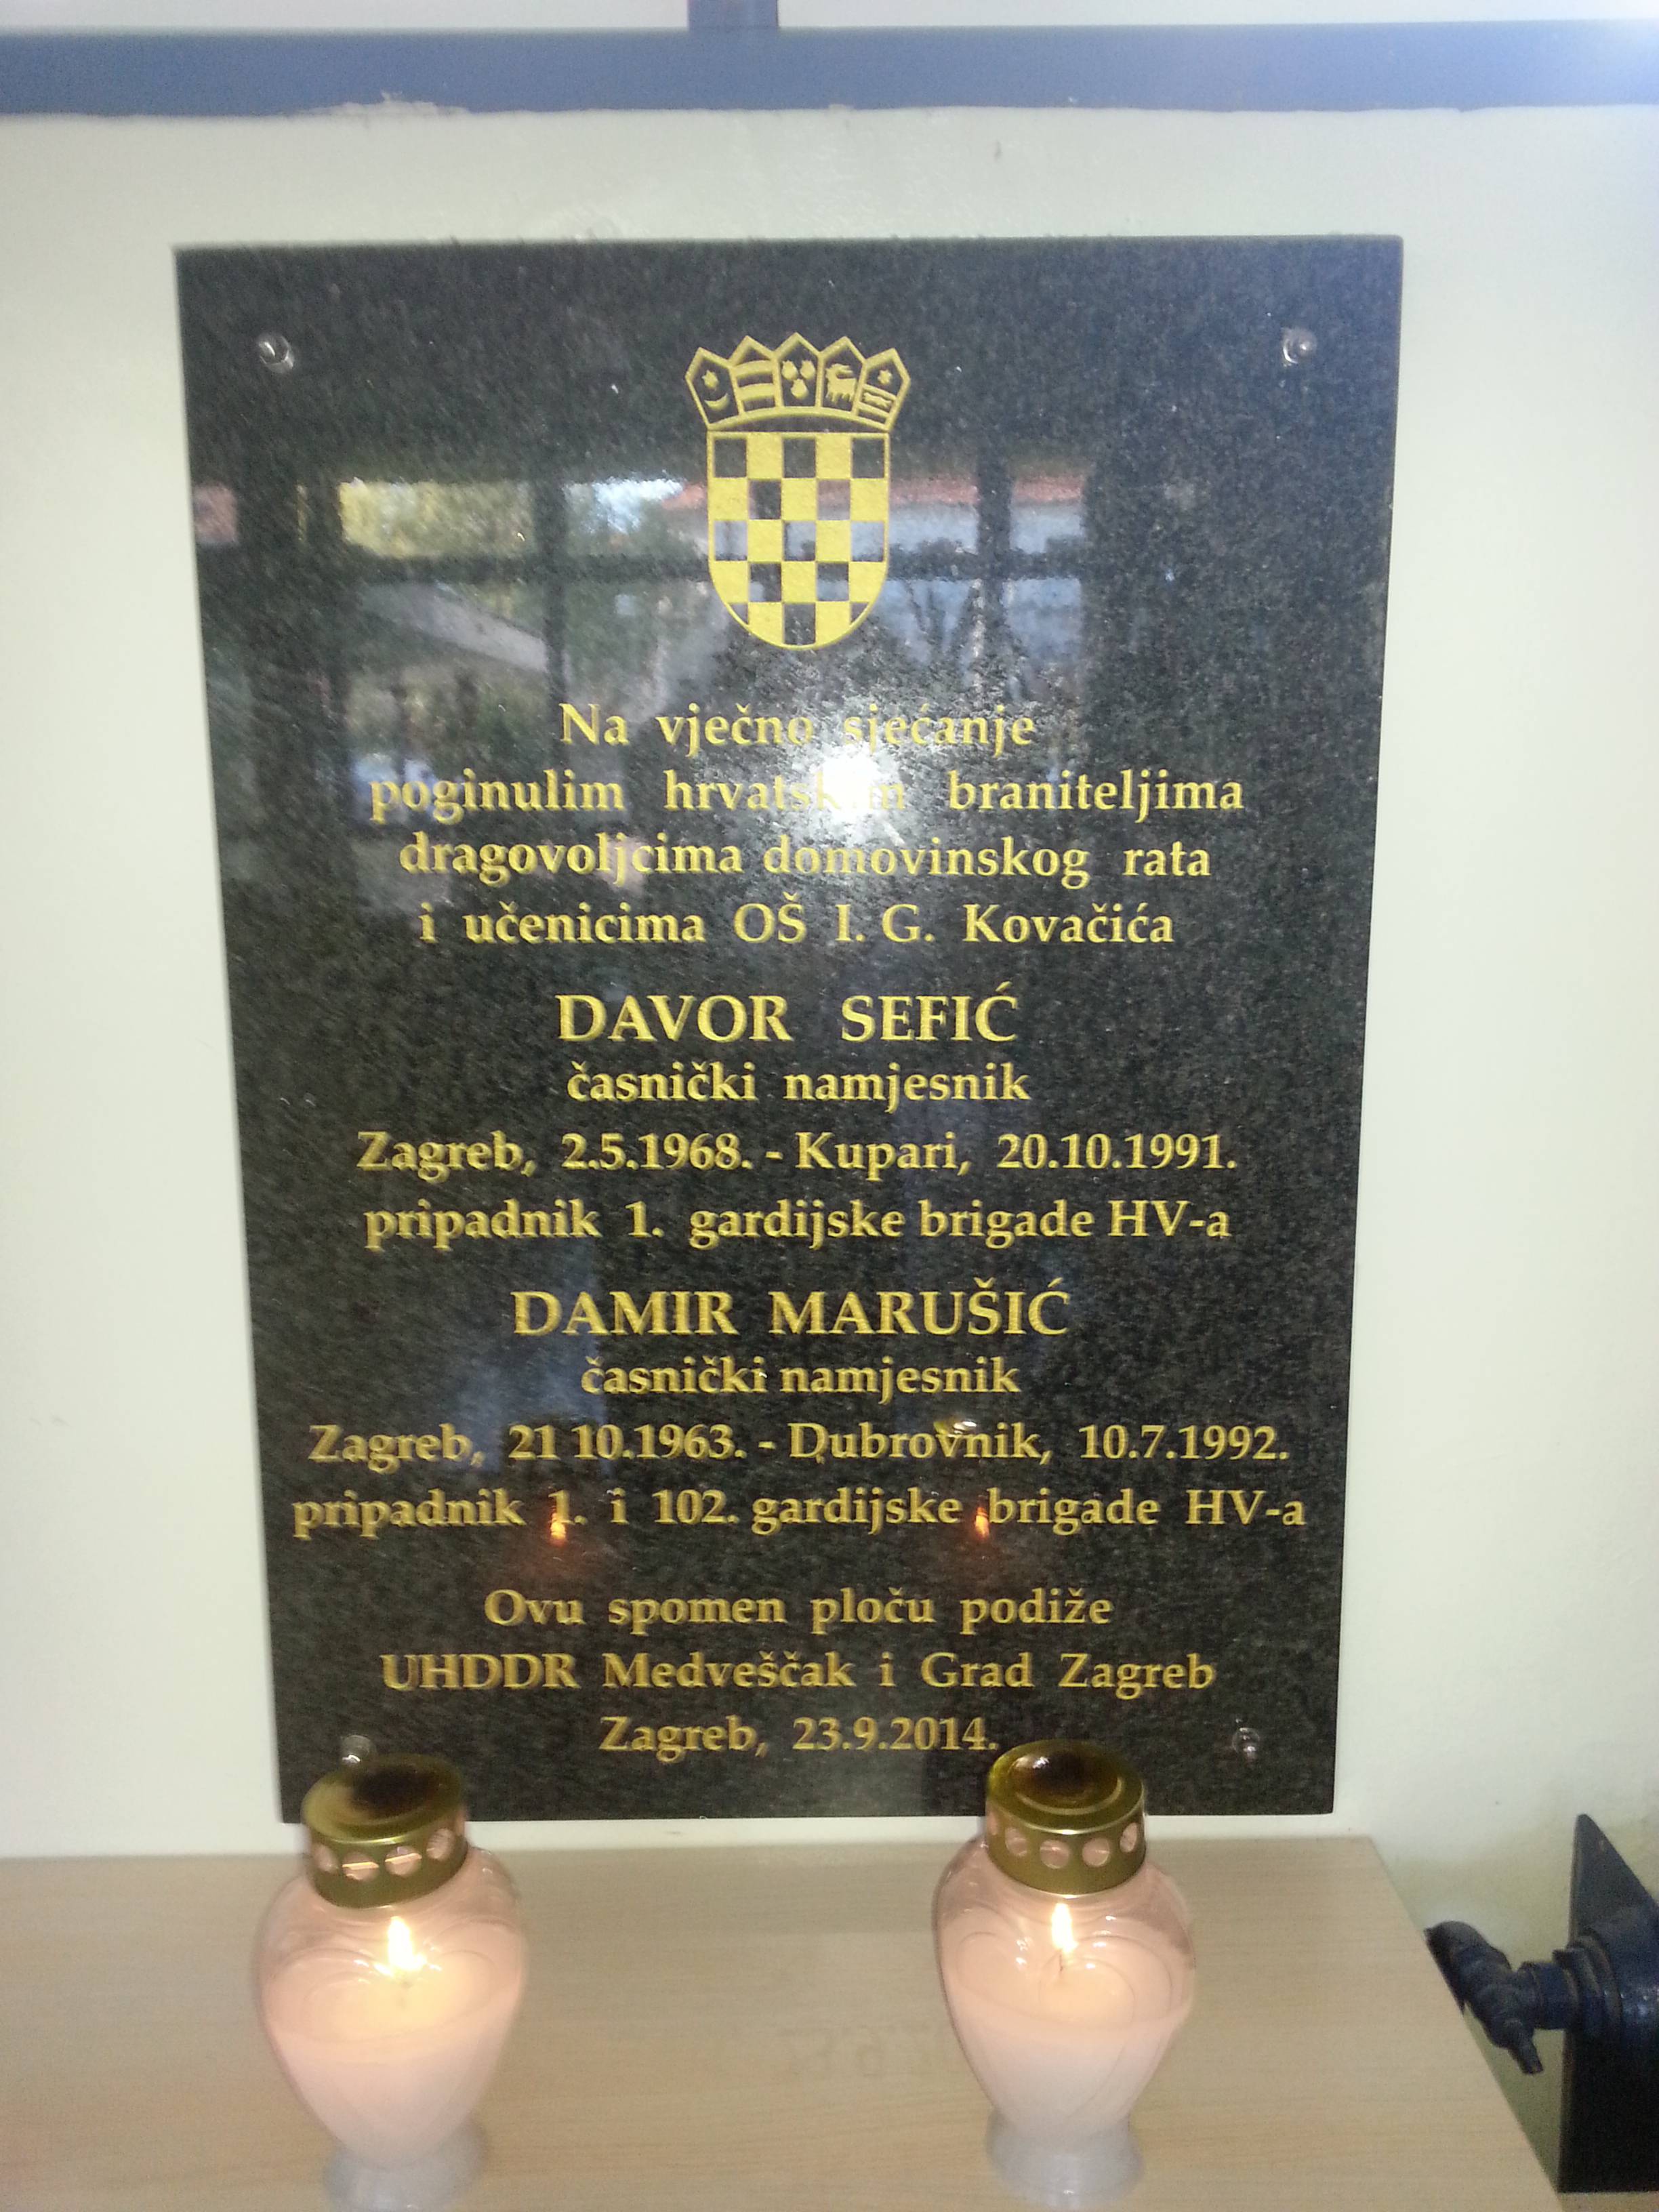 Na vječno sjećanje
poginulim hrvatskim braniteljima
dragovoljcima domovinskog rata
i učenicima OŠ I. G. Kovačića
DAVOR SEFIĆ
časnički namjesnik
Zagreb, 2.5.1968. - Kupari, 20.10.1991.
pripadnik 1. gardijske brigade HV-a
DAMIR MARUŠIĆ
časnički namjesnik
Zagreb, 21 10.1963. - Dubrovnik, 10.7.1992.
pripadnik 1. i 102. gardijske brigade HV-a
Ovu spomen ploču podiže
UHDDR Medveščak i Grad Zagreb
Zagreb, 23.9.2014.